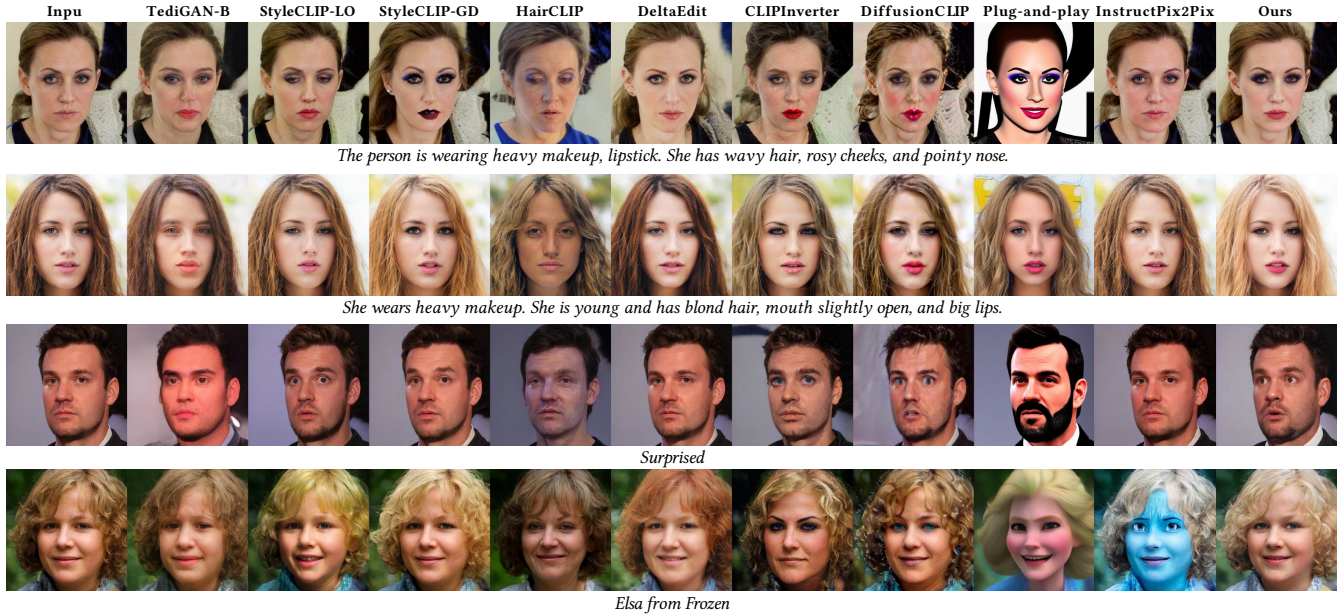 Inpu TediGAN-B StyleCLIP-LO StyleCLIP-GD HairCLIP DeltaEdit CLIPInverter DiffusionCLIP Plug-and-play InstructPix2Pix Ours
The person is wearing heavy makeup, lipstick. She has wavy hair, rosy cheeks, and pointy nose.
She wears heavy makeup. She is young and has blond hair, mouth slightly open, and big lips.
Surprised
Elsa from Frozen